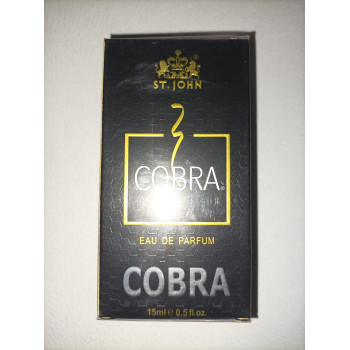 ST. JOHN
COBRA
EAU DE PARFUM
COBRA
15ml e 0.5 fl.oz.